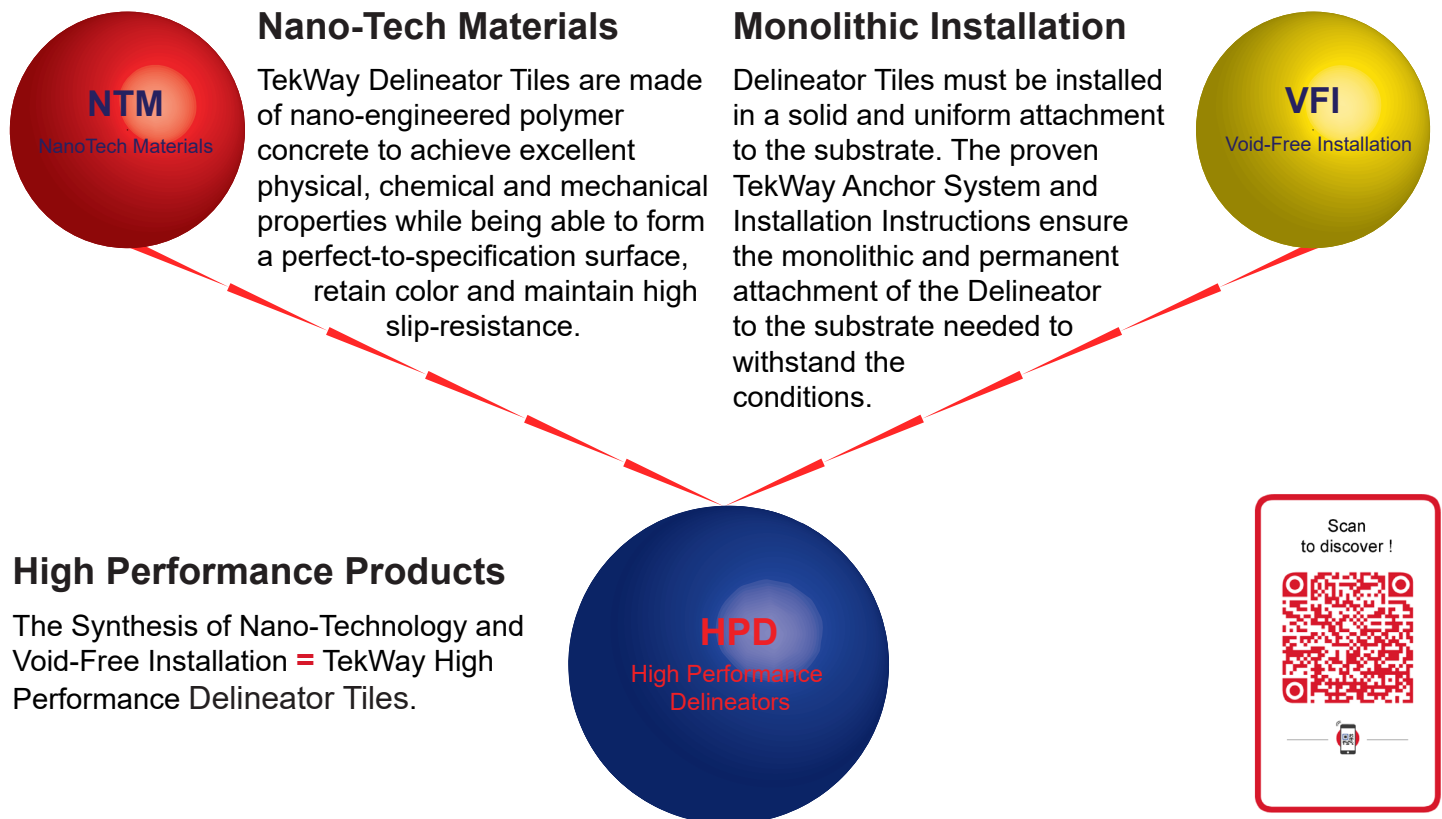 NTM
NanoTech Materials
Nano-Tech Materials
TekWay Delineator Tiles are made
of nano-engineered polymer
concrete to achieve excellent
physical, chemical and mechanical
properties while being able to form
a perfect-to-specification surface,
retain color and maintain high
slip-resistance.
Monolithic Installation
Delineator Tiles must be installed
in a solid and uniform attachment
to the substrate. The proven
TekWay Anchor System and
Installation Instructions ensure
the monolithic and permanent
attachment of the Delineator
to the substrate needed to
withstand the
conditions.
VFI
Void-Free Installation
High Performance Products
The Synthesis of Nano-Technology and
Void-Free Installation = TekWay High
Performance Delineator Tiles.
HPD
High Performance
Delineators
Scan
to discover !